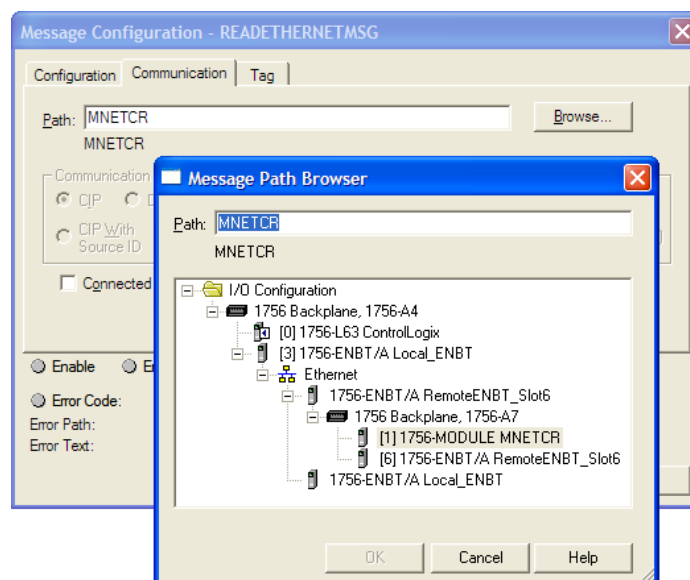 Message Configuration - READETHERNETMSG
Configuration Communication Tag
Path: MNETCR Browse...
MNETCR
Communication
CIP
CIP With
Source ID
Connected
Enable
Error Code:
Error Path:
Error Text:
Message Path Browser
Path: MNETCR
MNETCR
I/O Configuration
1756 Backplane, 1756-A4
[0] 1756-L63 ControlLogix
[3] 1756-ENBT/A Local_ENBT
Ethernet
1756-ENBT/A RemoteENBT_Slot6
1756 Backplane, 1756-A7
[1] 1756-MODULE MNETCR
[6] 1756-ENBT/A RemoteENBT_Slot6
1756-ENBT/A Local_ENBT
OK Cancel Help